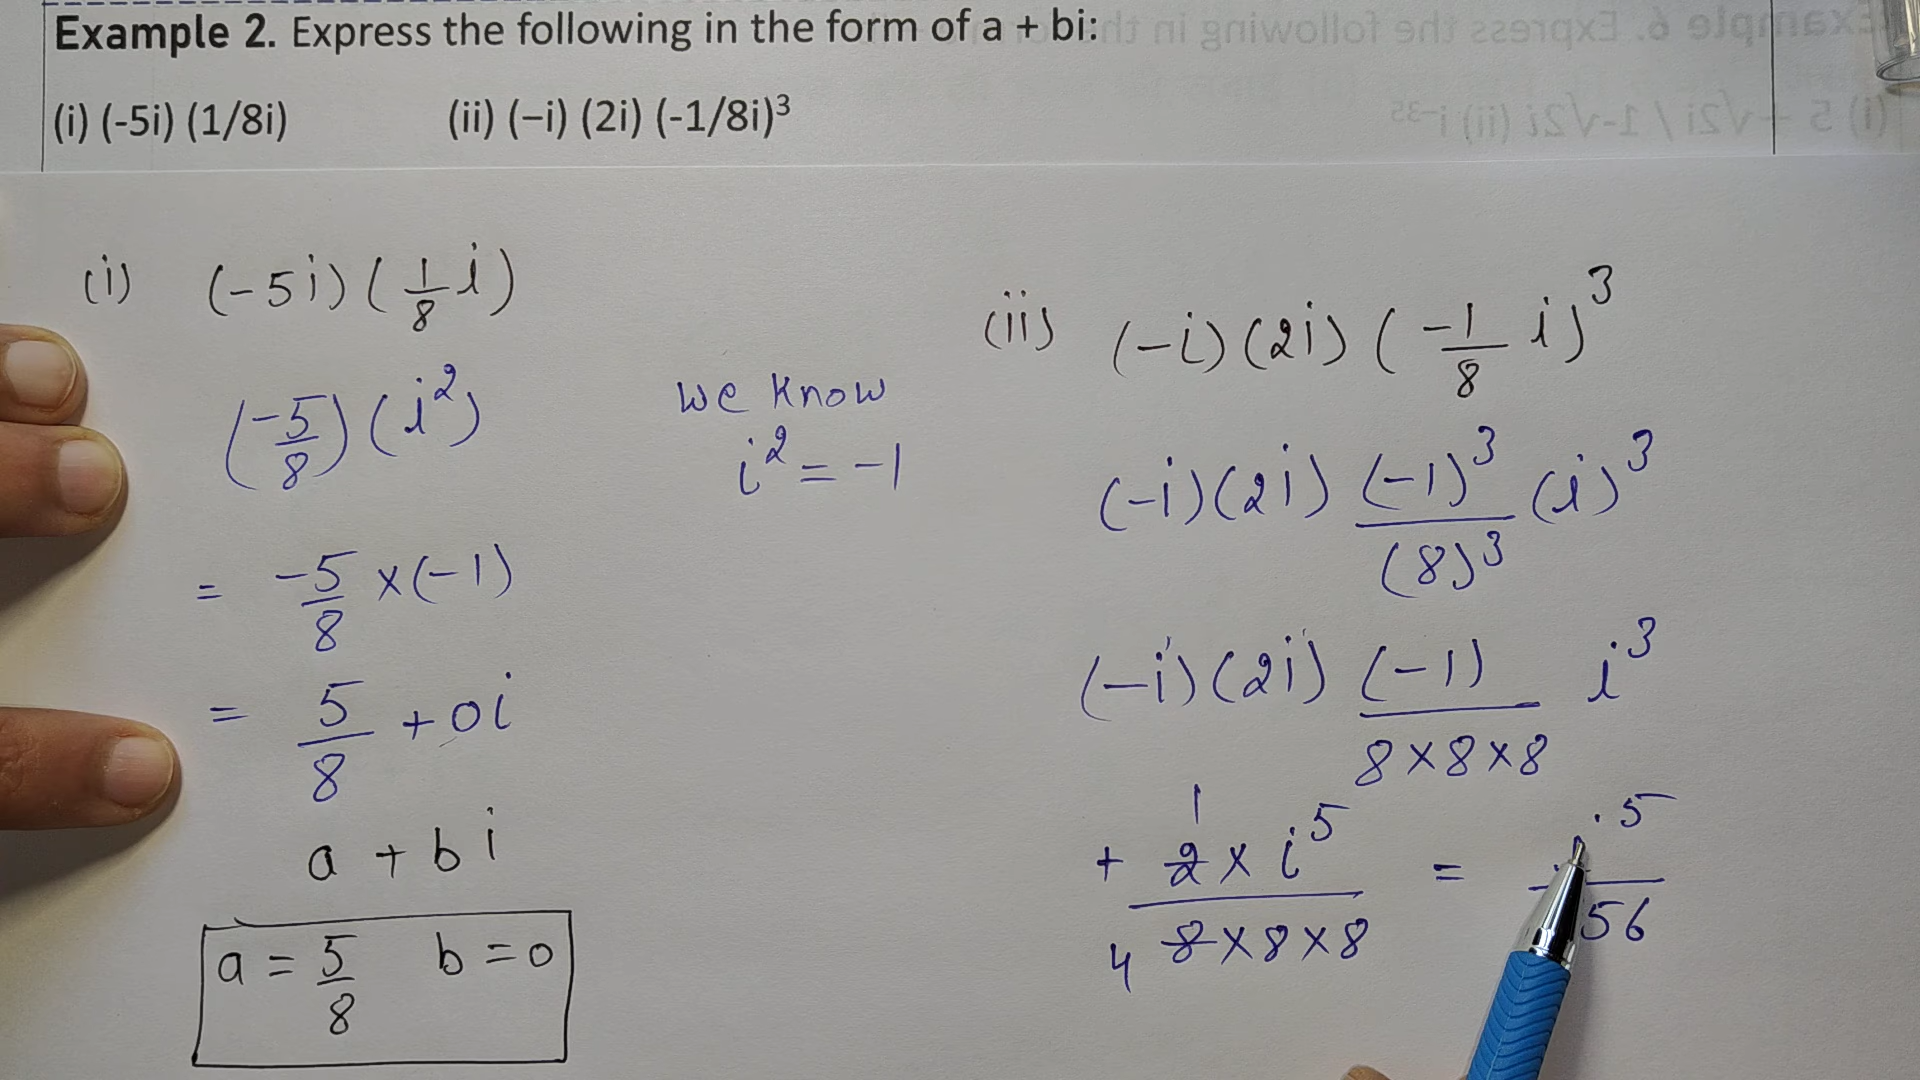 Example 2. Express the following in the form of a + bi:
(i) (-5i) (1/8i) (ii) (–i) (2i) (-1/8i)³
(i) (-5i)(1/8 i)
(-5/8)(i²)
= -5/8 x(-1)
= 5/8 +0i
a + bi
a = 5/8 b = 0
We Know
i² = -1
(ii) (-i)(2i)(-1/8 i)³
(-i)(2i) (-1)³/(8)³ (i)³
(-i)(2i) (-1)/8×8×8 i³
+ 1 2× i⁵/4 8×8×8 = i⁵/56